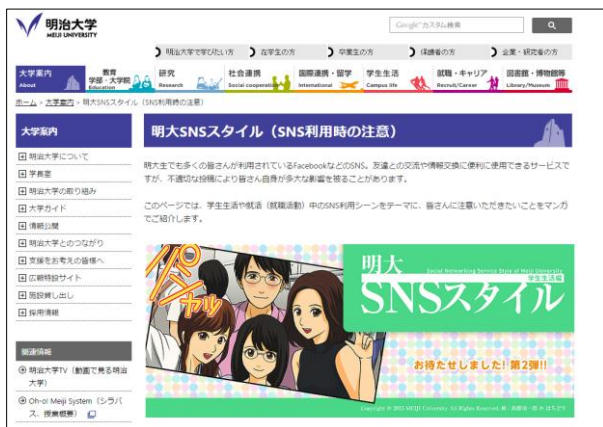 明治大学
MEIJI UNIVERSITY
Google カスタム検索
明治大学で学びたい方
在学生の方
卒業生の方
保護者の方
企業・研究者の方
大学案内
About
教育
学部・大学院
Education
研究
Research
社会連携
Social cooperation
国際連携・留学
International
学生生活
Campus life
就職・キャリア
Recruit/Career
図書館・博物館等
Library/Museum
ホーム > 大学案内 > 明大SNSスタイル（SNS利用時の注意）
大学案内
明治大学について
学長室
明治大学の取り組み
大学ガイド
情報公開
明治大学とのつながり
支援をお考えの皆様へ
広報特設サイト
施設貸し出し
採用情報
関連情報
明治大学TV（動画で見る明治
大学）
Oh-o! Meiji System（シラバ
ス、授業概要）
明大SNSスタイル（SNS利用時の注意）
明大生でも多くの皆さんが利用されているFacebookなどのSNS。友達との交流や情報交換に便利に使用できるサービスで
すが、不適切な投稿により皆さん自身が多大な影響を被ることがあります。
このページでは、学生生活や就活（就職活動）中のSNS利用シーンをテーマに、皆さんに注意いただきたいことをマンガ
でご紹介します。
パシャッ
明大
Social Networking Service Style of Meiji University
学生生活編
SNSスタイル
お待たせしました!!第2弾!!
Copyright © 2015 MEIJI University. All Rights Reserved.